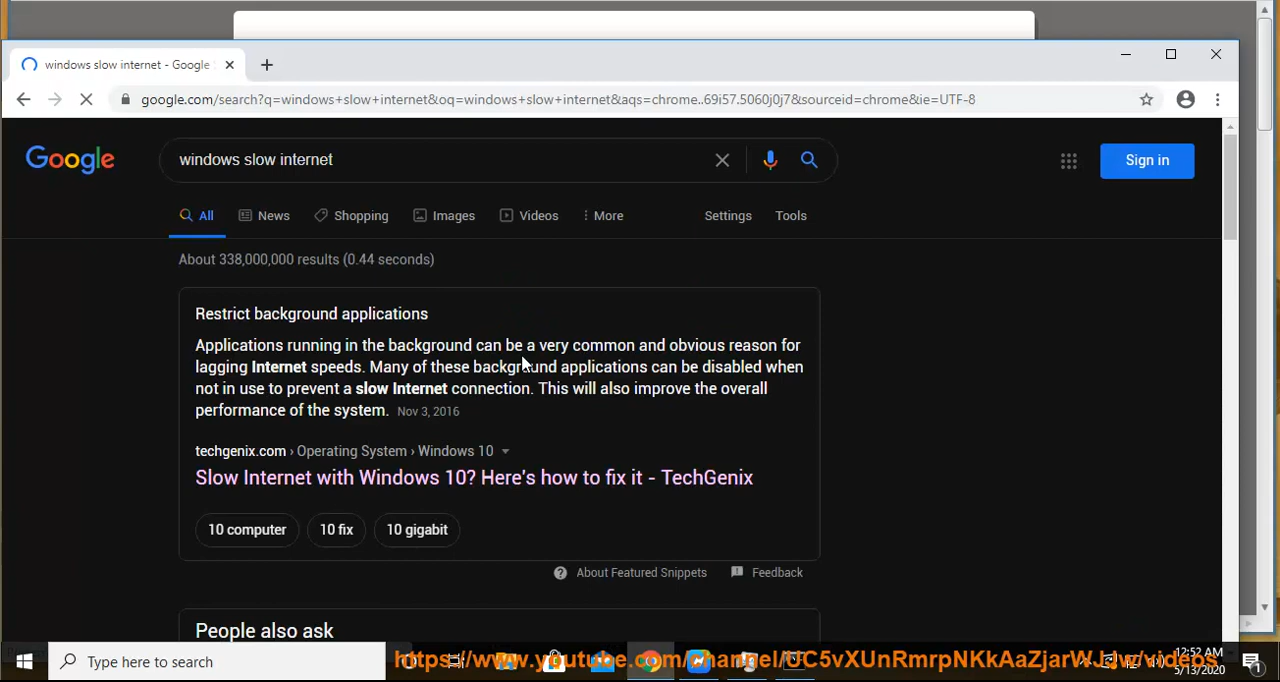 windows slow internet - Google
google.com/search?q=windows+slow+internet&oq=windows+slow+internet&aqs=chrome..69i57.5060j0j7&sourceid=chrome&ie=UTF-8
Google
windows slow internet
Sign in
All News Shopping Images Videos More Settings Tools
About 338,000,000 results (0.44 seconds)
Restrict background applications
Applications running in the background can be a very common and obvious reason for
lagging Internet speeds. Many of these background applications can be disabled when
not in use to prevent a slow Internet connection. This will also improve the overall
performance of the system. Nov 3, 2016
techgenix.com › Operating System › Windows 10
Slow Internet with Windows 10? Here's how to fix it - TechGenix
10 computer 10 fix 10 gigabit
About Featured Snippets Feedback
People also ask
Type here to search
https://www.youtube.com/channel/UC5vXUnRmrpNKkAaZjarWJJw/videos
12:52 AM
5/13/2020
1